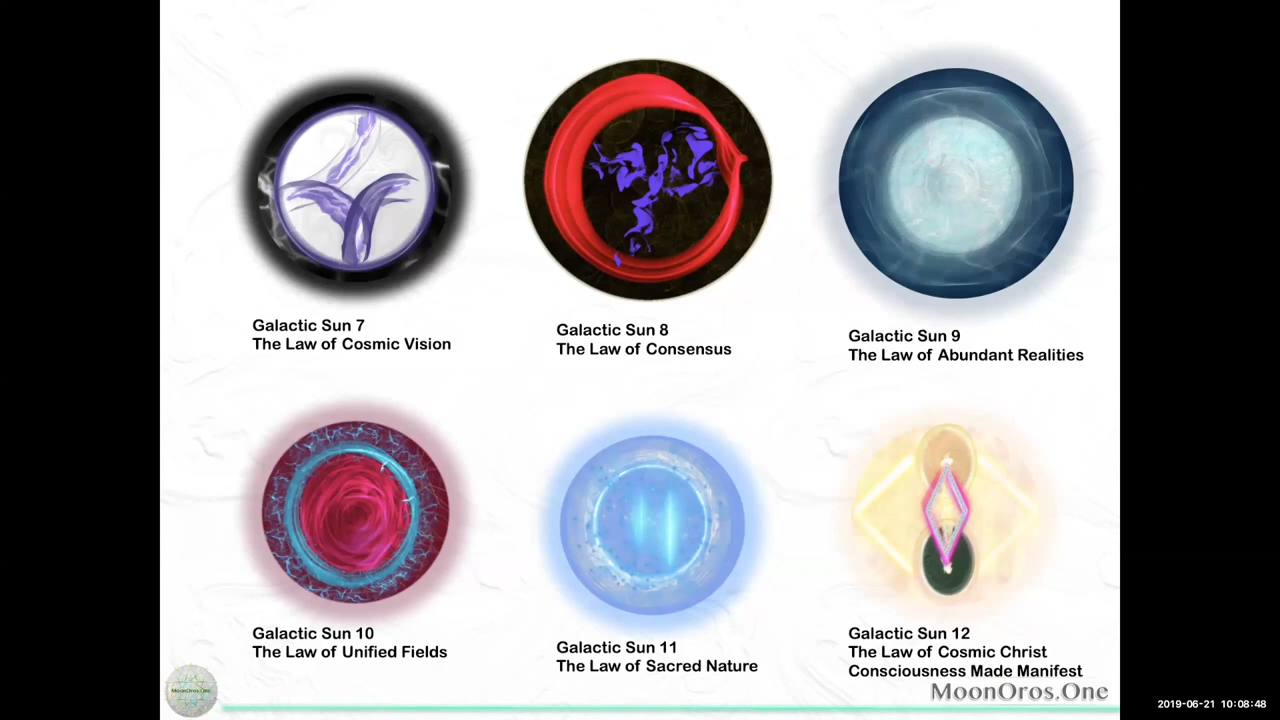 Galactic Sun 7
The Law of Cosmic Vision
Galactic Sun 8
The Law of Consensus
Galactic Sun 9
The Law of Abundant Realities
Galactic Sun 10
The Law of Unified Fields
Galactic Sun 11
The Law of Sacred Nature
Galactic Sun 12
The Law of Cosmic Christ
Consciousness Made Manifest
MoonOros.One
MoonOros.One
2019-06-21 10:08:48